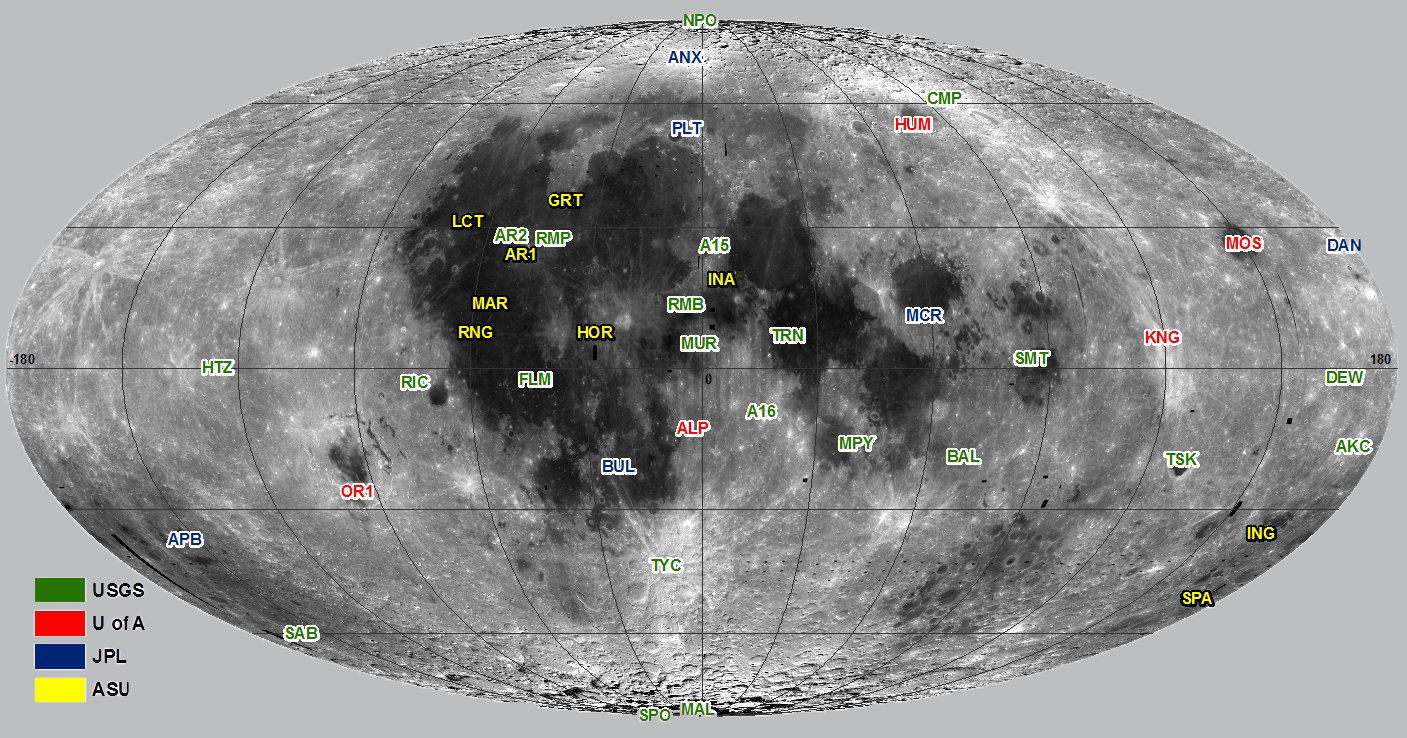 NPO
ANX
CMP
HUM
PLT
GRT
LCT
AR2 RMP
A15
MOS DAN
AR1
INA
MAR
RMB
MCR
RNG HOR
TRN
KNG
MUR
-180
SMT
180
HTZ
RIC
FLM
0
DEW
A16
ALP
MPY
BAL
AKC
TSK
BUL
OR1
APB
ING
TYC
USGS
SPA
U of A
SAB
JPL
ASU
SPO MAL